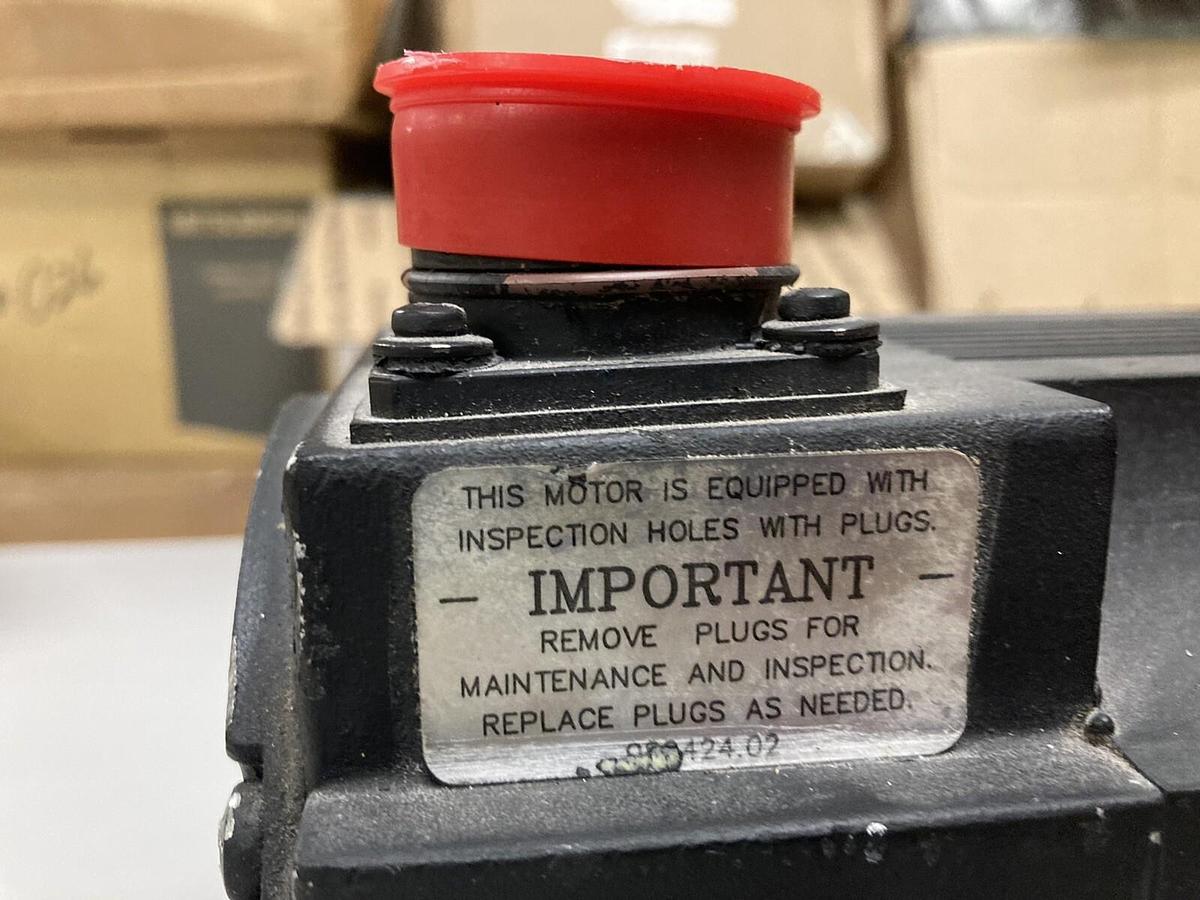 THIS MOTOR IS EQUIPPED WITH
INSPECTION HOLES WITH PLUGS.
— IMPORTANT —
REMOVE PLUGS FOR
MAINTENANCE AND INSPECTION.
REPLACE PLUGS AS NEEDED.